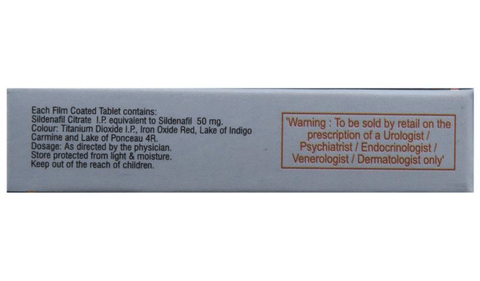 Each Film Coated Tablet contains:
Sildenafil Citrate I.P. equivalent to Sildenafil 50 mg.
Colour: Titanium Dioxide I.P., Iron Oxide Red, Lake of Indigo
Carmine and Lake of Ponceau 4R.
Dosage: As directed by the physician.
Store protected from light & moisture.
Keep out of the reach of children.
'Warning : To be sold by retail on the
prescription of a Urologist /
Psychiatrist / Endocrinologist /
Venerologist / Dermatologist only'